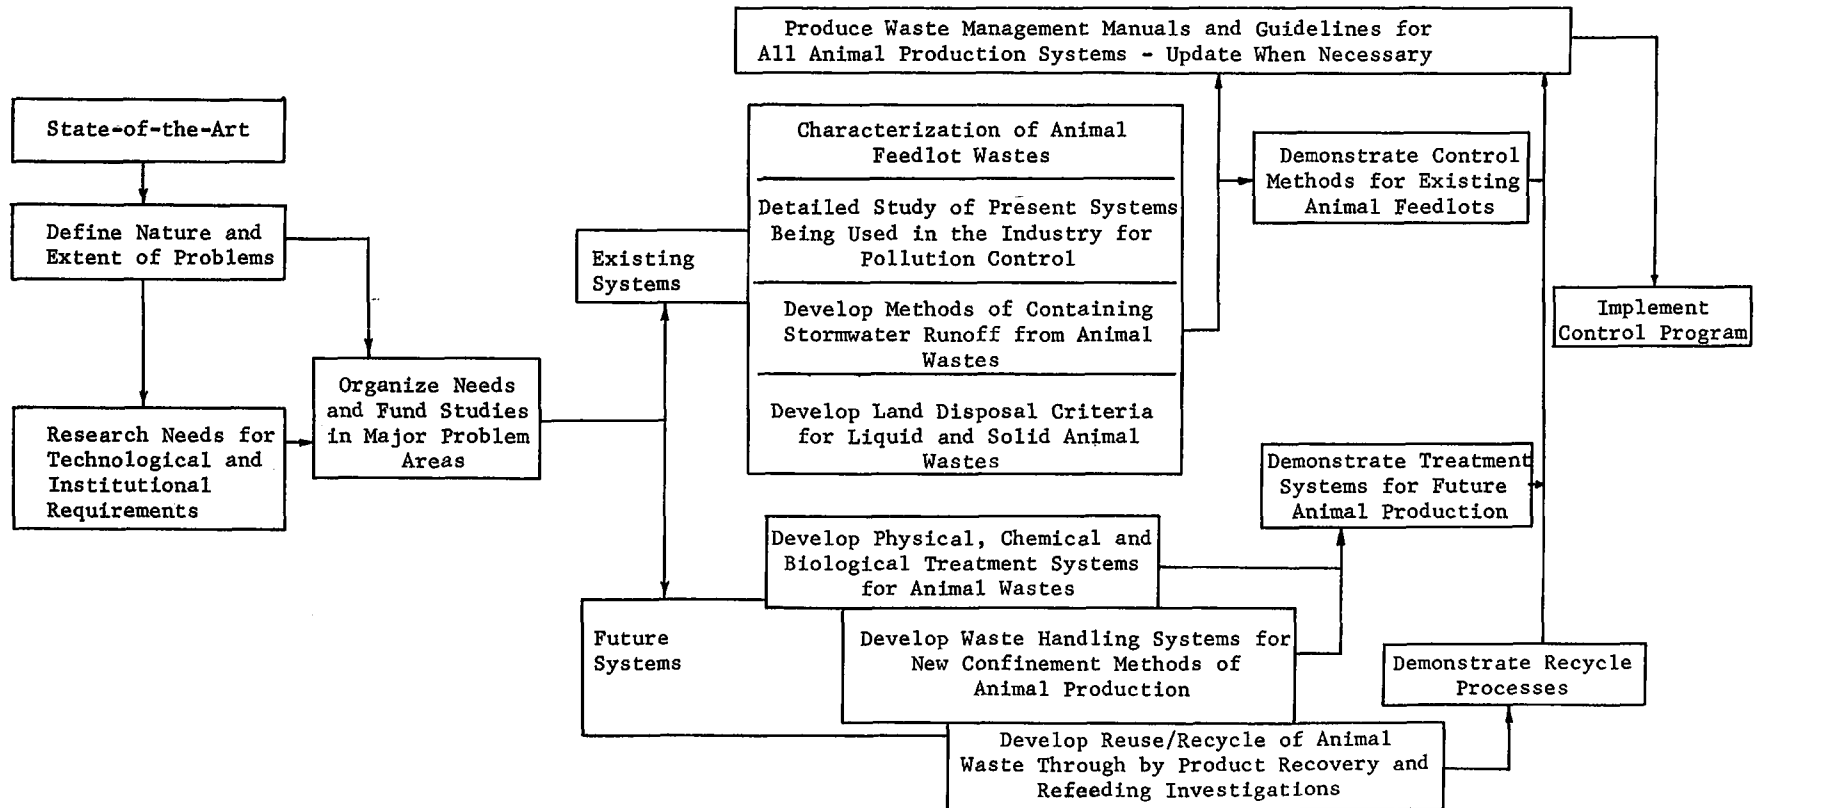 Produce Waste Management Manuals and Guidelines for
All Animal Production Systems - Update When Necessary
State-of-the-Art
Define Nature and
Extent of Problems
Research Needs for
Technological and
Institutional
Requirements
Organize Needs
and Fund Studies
in Major Problem
Areas
Existing
Systems
Characterization of Animal
Feedlot Wastes
Detailed Study of Present Systems
Being Used in the Industry for
Pollution Control
Develop Methods of Containing
Stormwater Runoff from Animal
Wastes
Develop Land Disposal Criteria
for Liquid and Solid Animal
Wastes
Demonstrate Control
Methods for Existing
Animal Feedlots
Implement
Control Program
Demonstrate Treatment
Systems for Future
Animal Production
Future
Systems
Develop Physical, Chemical and
Biological Treatment Systems
for Animal Wastes
Develop Waste Handling Systems for
New Confinement Methods of
Animal Production
Develop Reuse/Recycle of Animal
Waste Through by Product Recovery and
Refeeding Investigations
Demonstrate Recycle
Processes